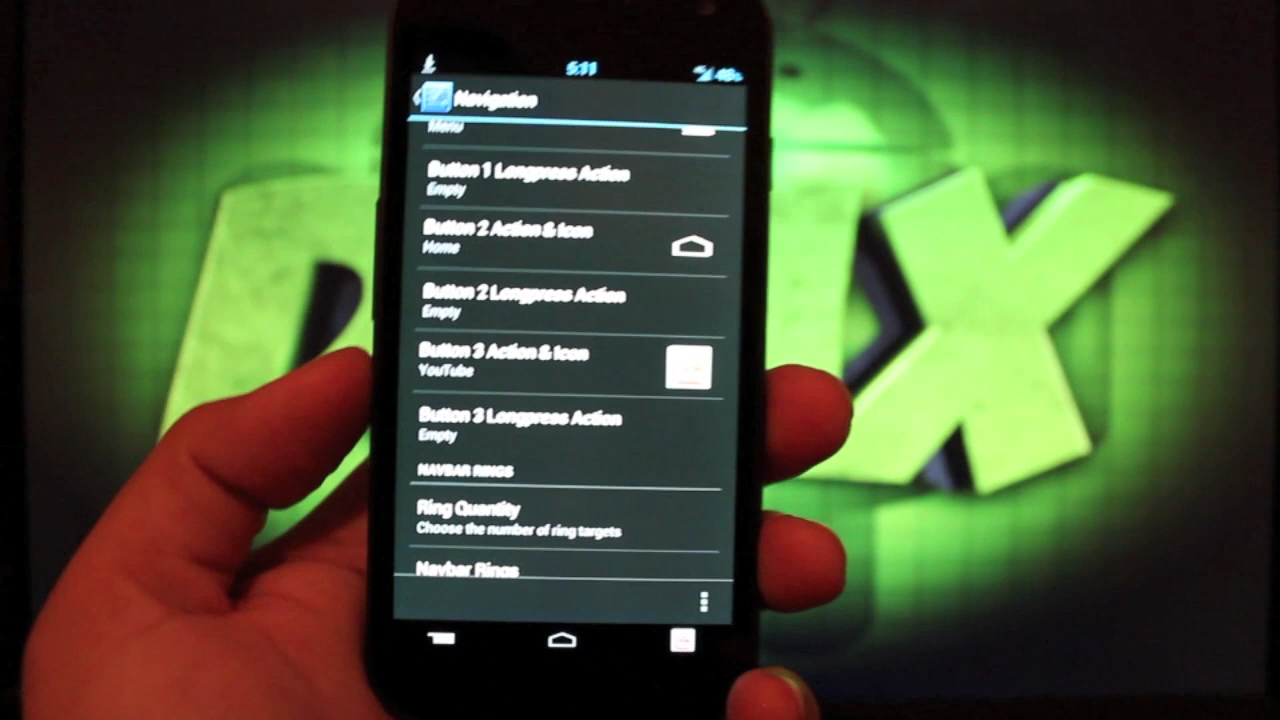 5:11
Navigation
Menu
Button 1 Longpress Action
Empty
Button 2 Action & Icon
Home
Button 2 Longpress Action
Empty
Button 3 Action & Icon
YouTube
Button 3 Longpress Action
Empty
NAVBAR RINGS
Ring Quantity
Choose the number of ring targets
Navbar Rings
X